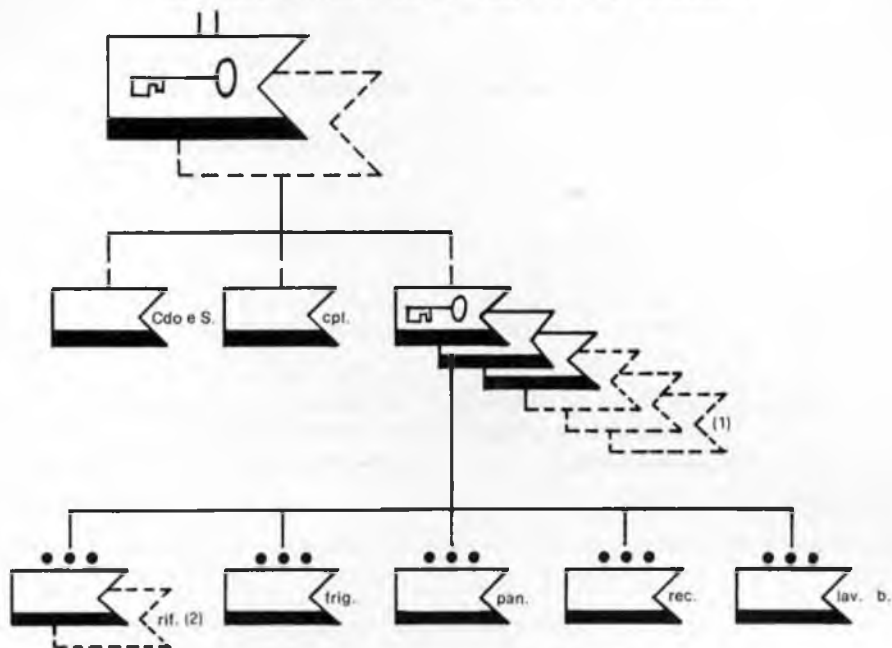 Cdo e S.
cpl.
(1)
rif. (2)
frig.
pan.
rec.
lav. b.